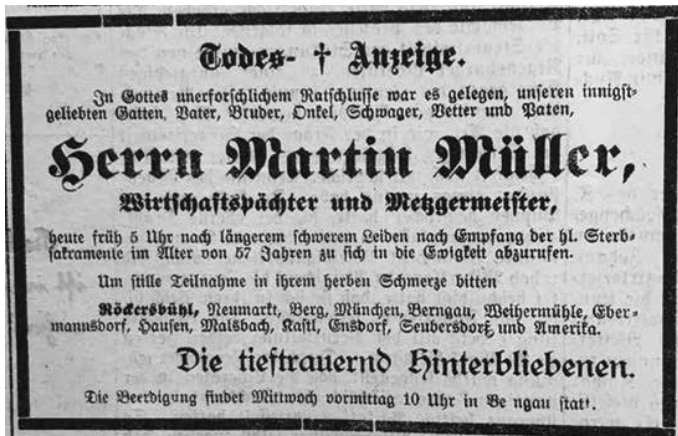 Todes- † Anzeige.
In Gottes unerforschlichem Ratschlusse war es gelegen, unseren innigst-
geliebten Gatten, Vater, Bruder, Onkel, Schwager, Vetter und Paten,
Herrn Martin Müller,
Wirtschaftspächter und Metzgermeister,
heute früh 5 Uhr nach längerem schwerem Leiden nach Empfang der hl. Sterb-
sakramente im Alter von 57 Jahren zu sich in die Ewigkeit abzurufen.
Um stille Teilnahme in ihrem herben Schmerze bitten
Röckersbühl, Neumarkt, Berg, München, Berngau, Weihermühle, Eber-
mannsdorf, Hausen, Malsbach, Kastl, Ensdorf, Seubersdorf, und Amerika.
Die tieftrauernd Hinterbliebenen.
Die Beerdigung findet Mittwoch vormittag 10 Uhr in Be ngau statt.